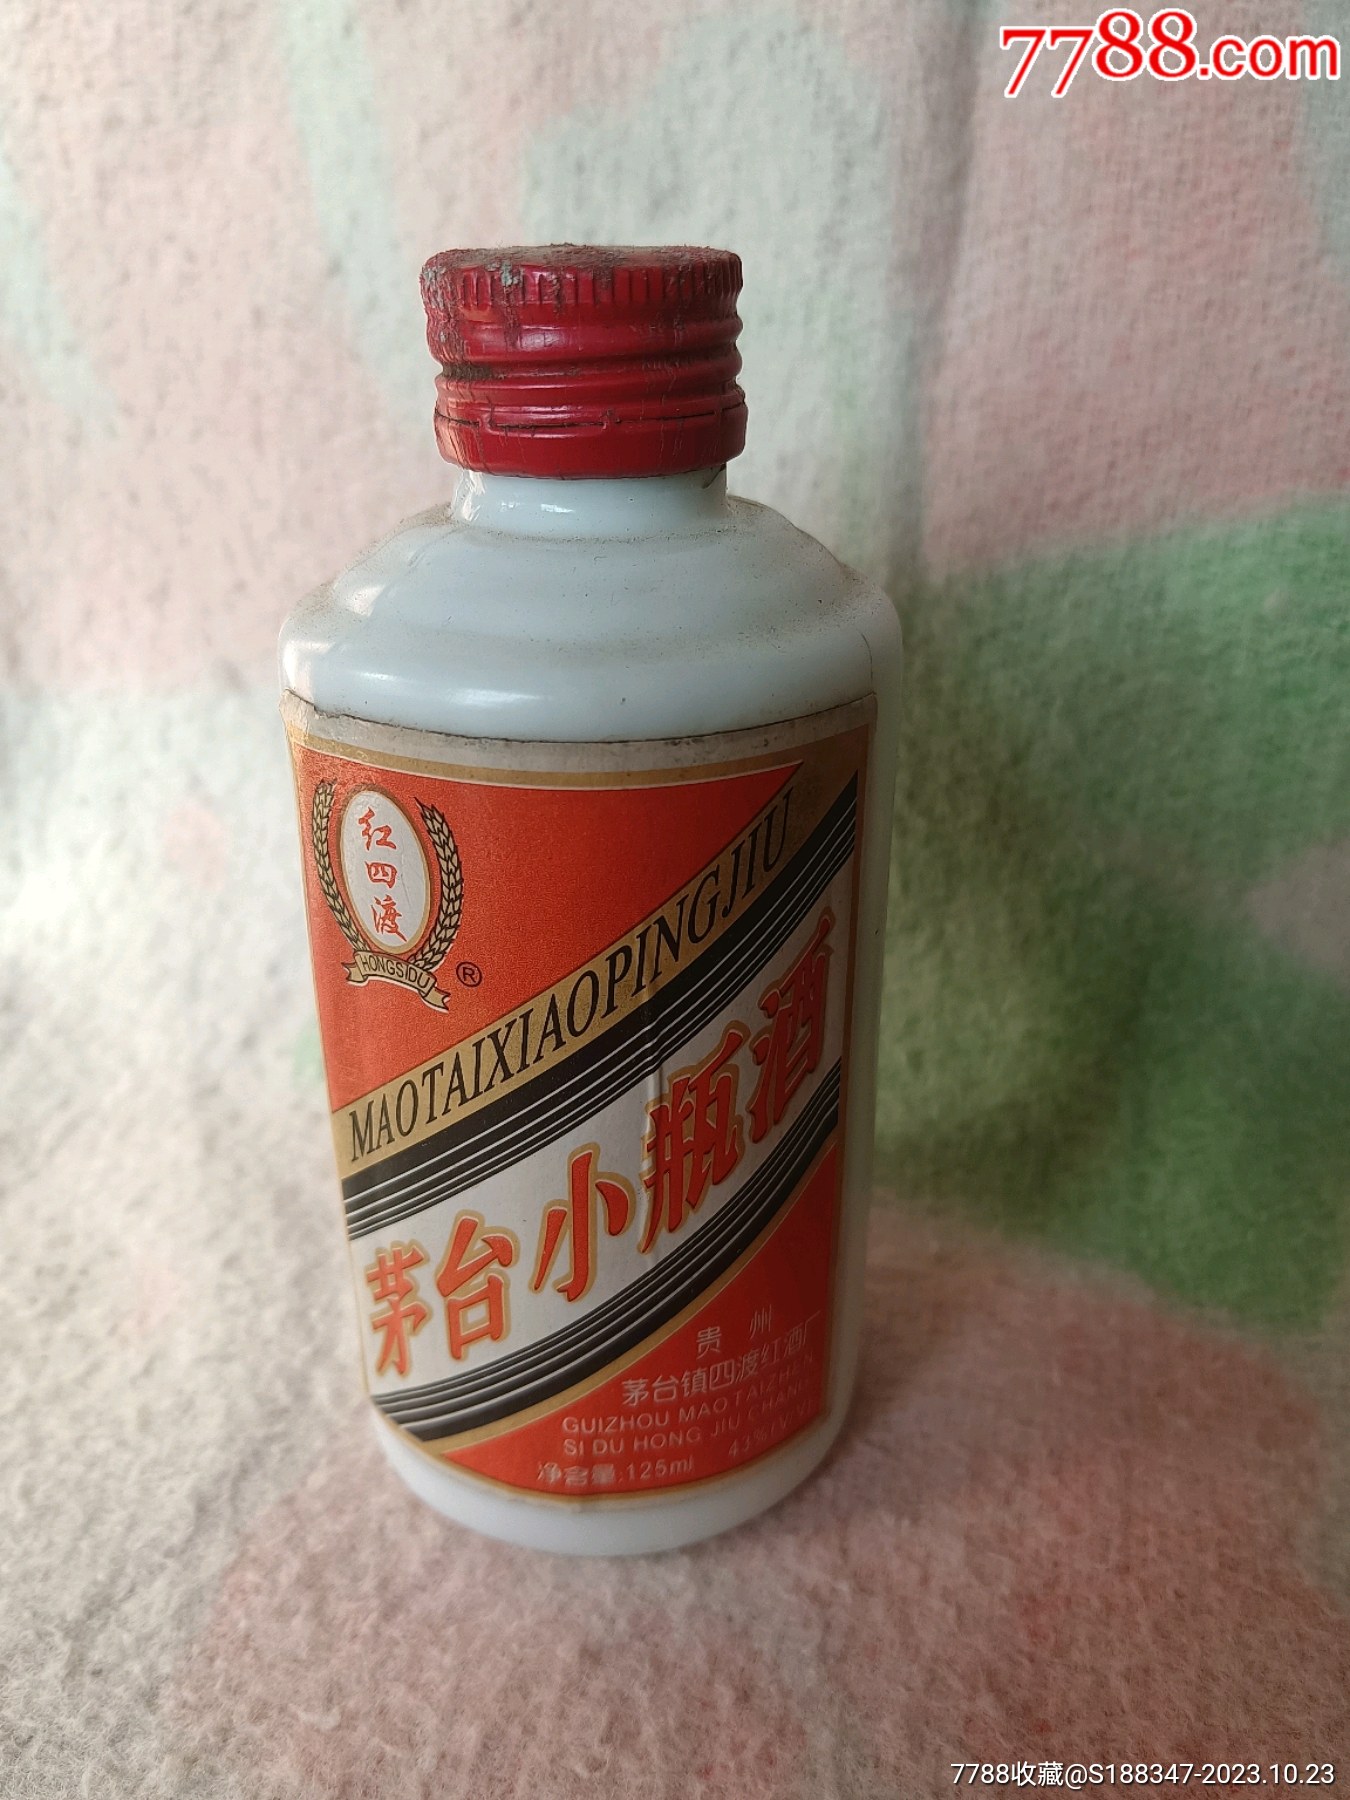 7788.com
红四渡
HONGSIDU
®
MAOTAIXIAOPINGJIU
茅台小瓶酒
贵 州
茅台镇四渡红酒厂
GUIZHOU MAO TAIZHEN
SI DU HONG JIU CHANG
净含量:125ml 43%(V/V)
7788收藏@S188347-2023.10.23